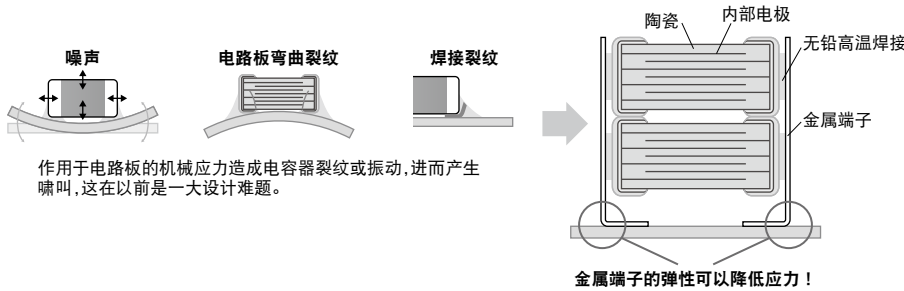 噪声
电路板弯曲裂纹
焊接裂纹
作用于电路板的机械应力造成电容器裂纹或振动,进而产生
啸叫,这在以前是一大设计难题。
陶瓷
内部电极
无铅高温焊接
金属端子
金属端子的弹性可以降低应力！